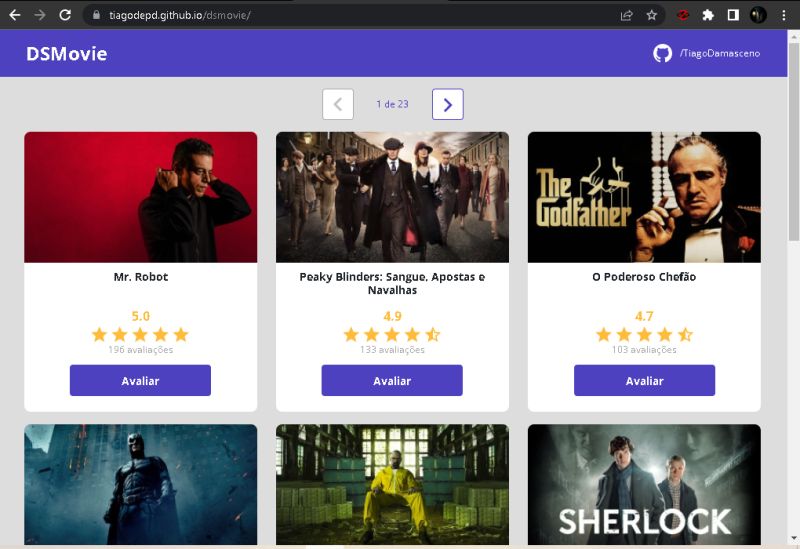 tiagodepd.github.io/dsmovie/
DSMovie
/TiagoDamasceno
1 de 23
The Godfather
Mr. Robot
Peaky Blinders: Sangue, Apostas e
Navalhas
O Poderoso Chefão
5.0
4.9
4.7
196 avaliações
133 avaliações
103 avaliações
Avaliar
Avaliar
Avaliar
SHERLOCK